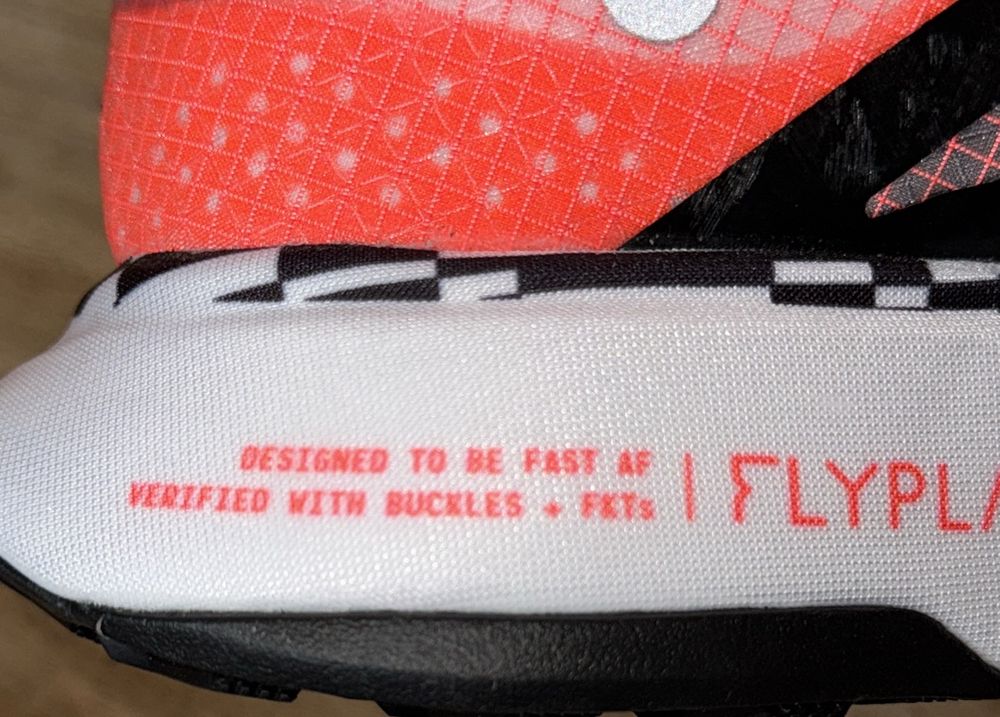 DESIGNED TO BE FAST AF
VERIFIED WITH BUCKLES + FKTs
| FLYPLA